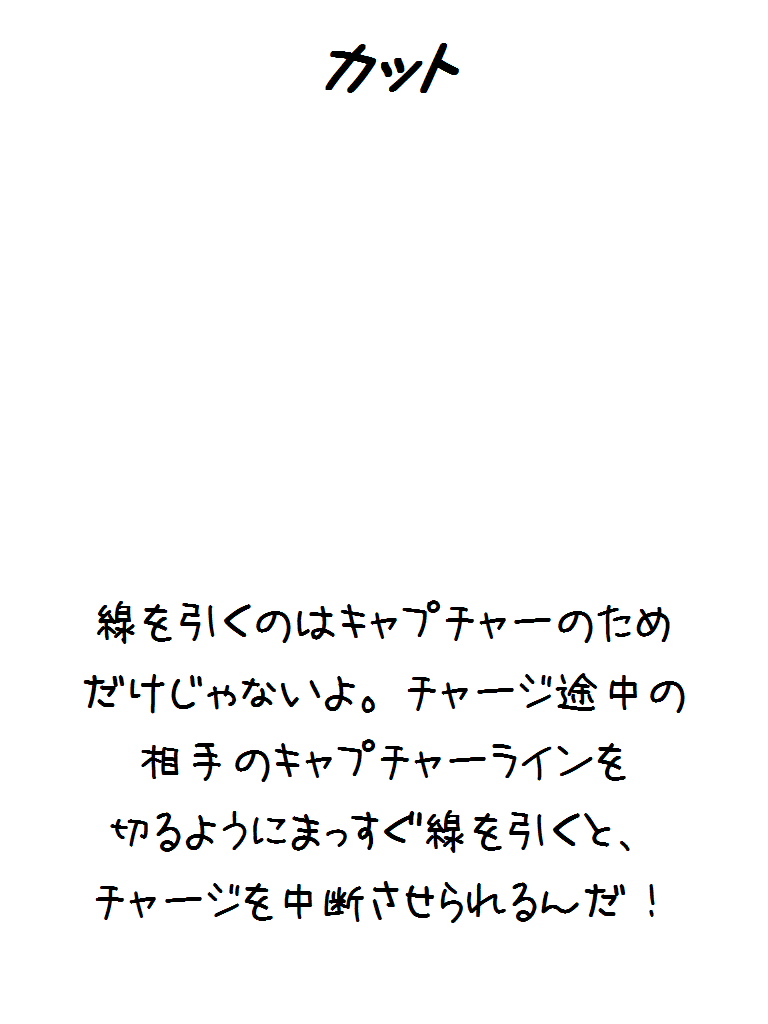 カット
線を引くのはキャプチャーのため
だけじゃないよ。チャージ途中の
相手のキャプチャーラインを
切るようにまっすぐ線を引くと、
チャージを中断させられるんだ！